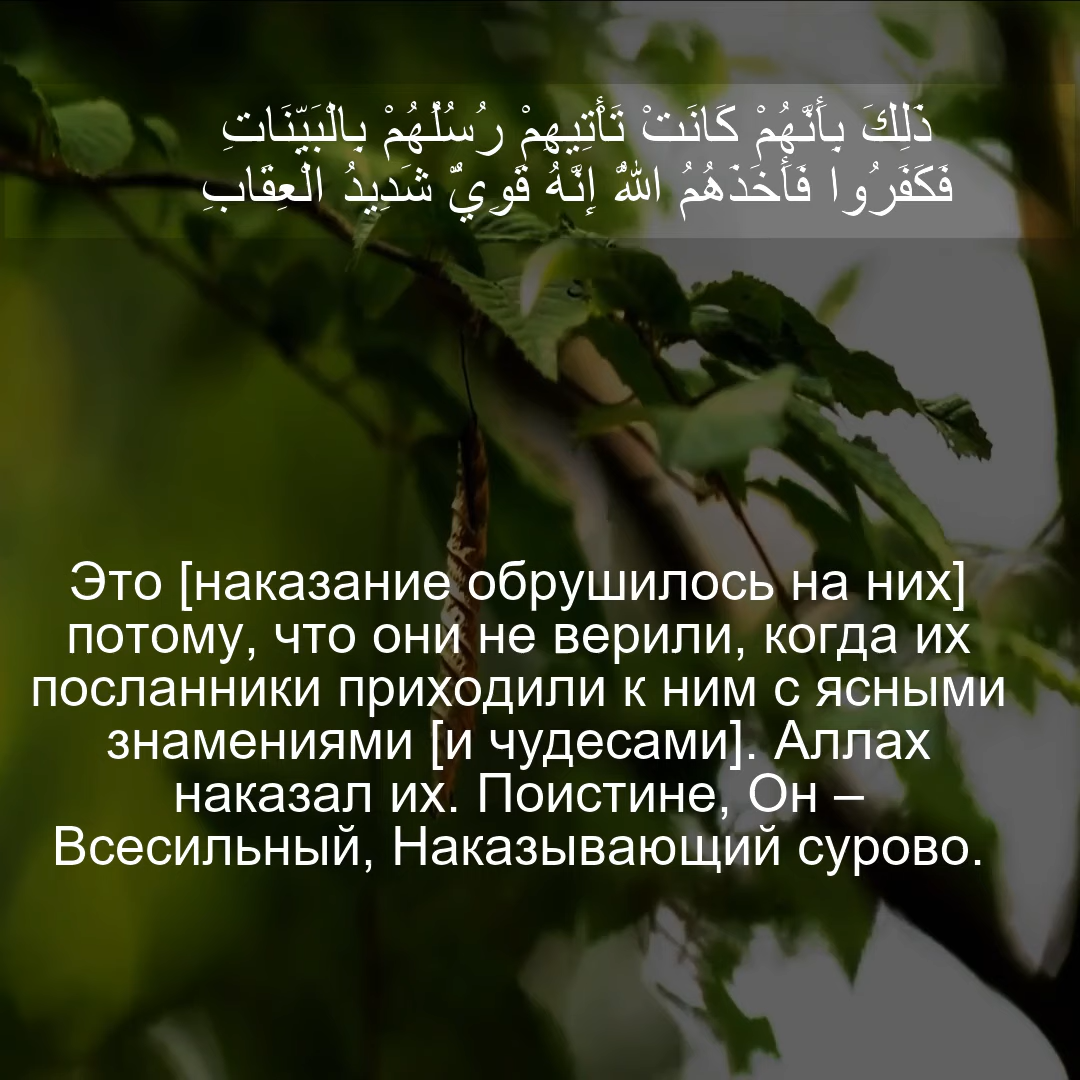 ذَلِكَ بِأَنَّهُمْ كَانَتْ تَأْتِيهِمْ رُسُلُهُمْ بِالْبَيِّنَاتِ
فَكَفَرُوا فَأَخَذَهُمُ اللَّهُ إِنَّهُ قَوِيٌّ شَدِيدُ الْعِقَابِ
Это [наказание обрушилось на них]
потому, что они не верили, когда их
посланники приходили к ним с ясными
знамениями [и чудесами]. Аллах
наказал их. Поистине, Он –
Всесильный, Наказывающий сурово.